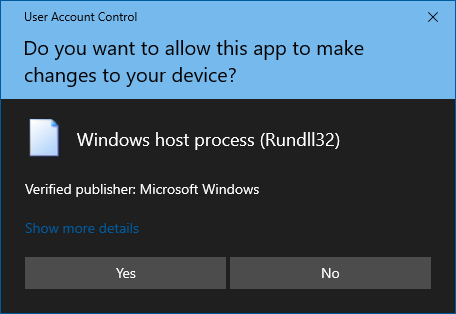 User Account Control
Do you want to allow this app to make
changes to your device?
Windows host process (Rundll32)
Verified publisher: Microsoft Windows
Show more details
Yes
No